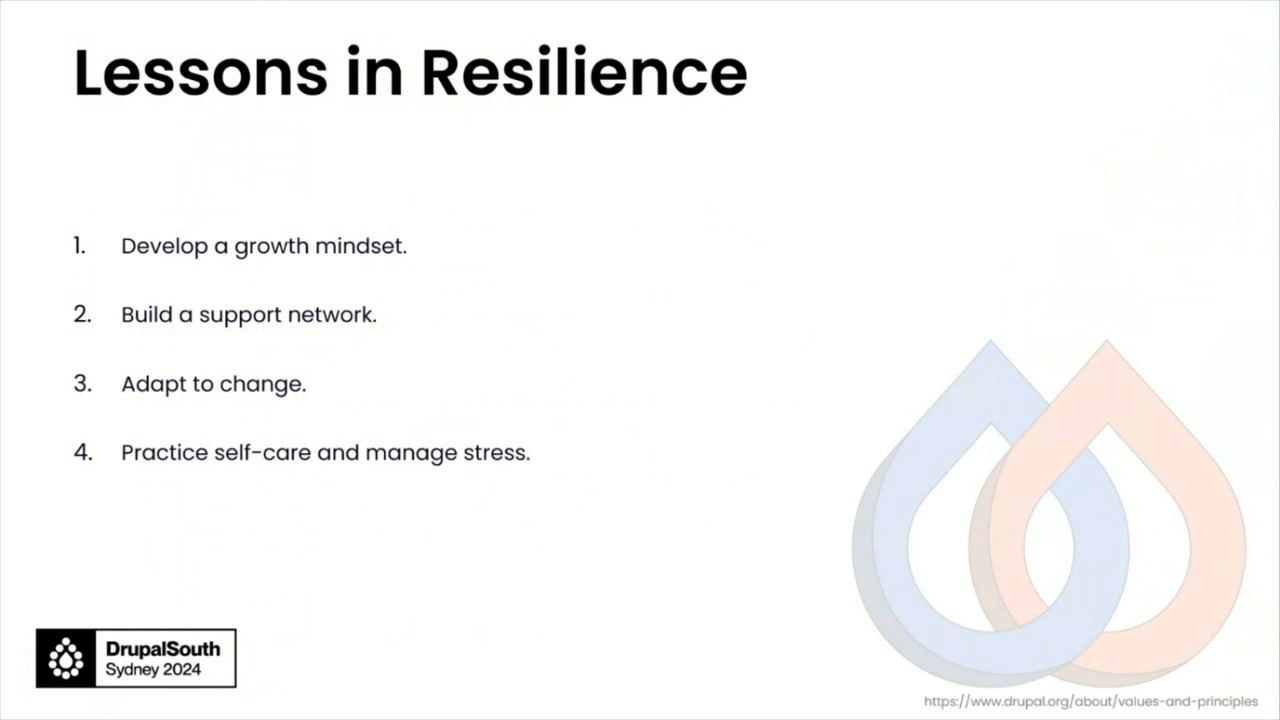 Lessons in Resilience
1. Develop a growth mindset.
2. Build a support network.
3. Adapt to change.
4. Practice self-care and manage stress.
DrupalSouth
Sydney 2024
https://www.drupal.org/about/values-and-principles